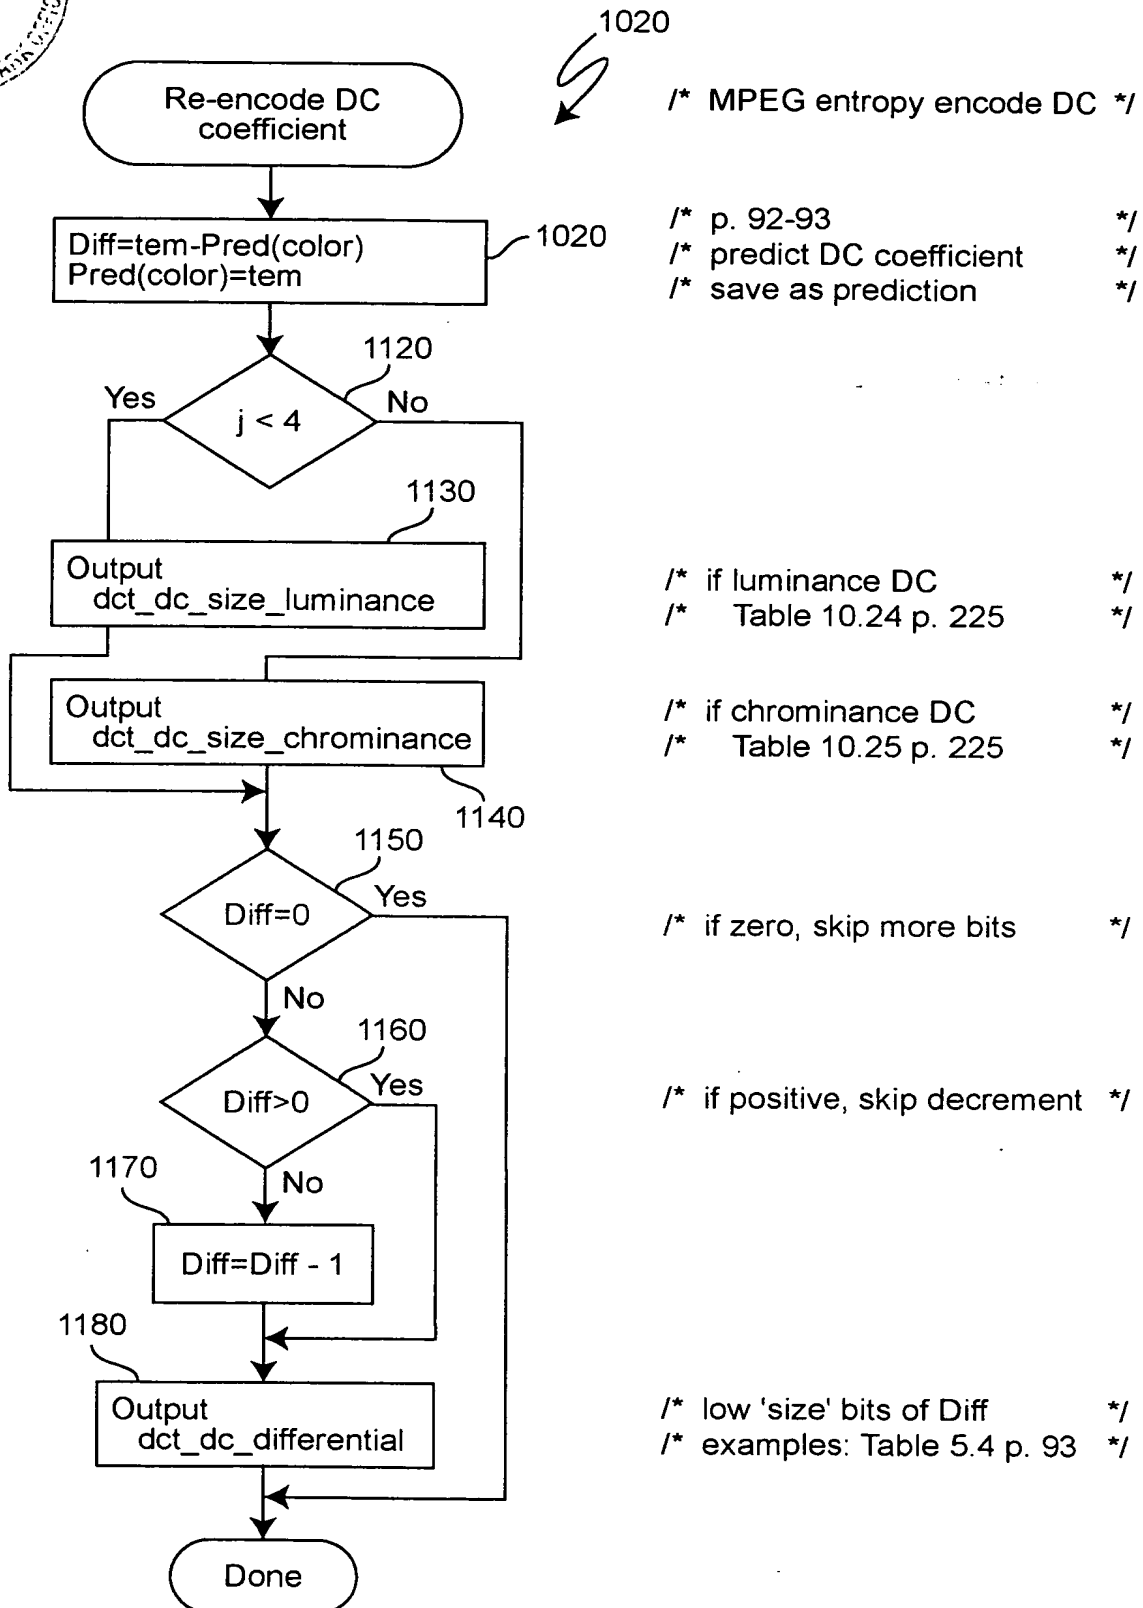 1020
Re-encode DC
coefficient
/* MPEG entropy encode DC */
Diff=tem-Pred(color)
Pred(color)=tem
1020
/* p. 92-93 */
/* predict DC coefficient */
/* save as prediction */
1120
Yes
No
j < 4
1130
Output
dct_dc_size_luminance
/* if luminance DC */
/* Table 10.24 p. 225 */
Output
dct_dc_size_chrominance
/* if chrominance DC */
/* Table 10.25 p. 225 */
1140
1150
Yes
Diff=0
/* if zero, skip more bits */
No
1160
Yes
Diff>0
/* if positive, skip decrement */
1170
No
Diff=Diff - 1
1180
Output
dct_dc_differential
/* low 'size' bits of Diff */
/* examples: Table 5.4 p. 93 */
Done